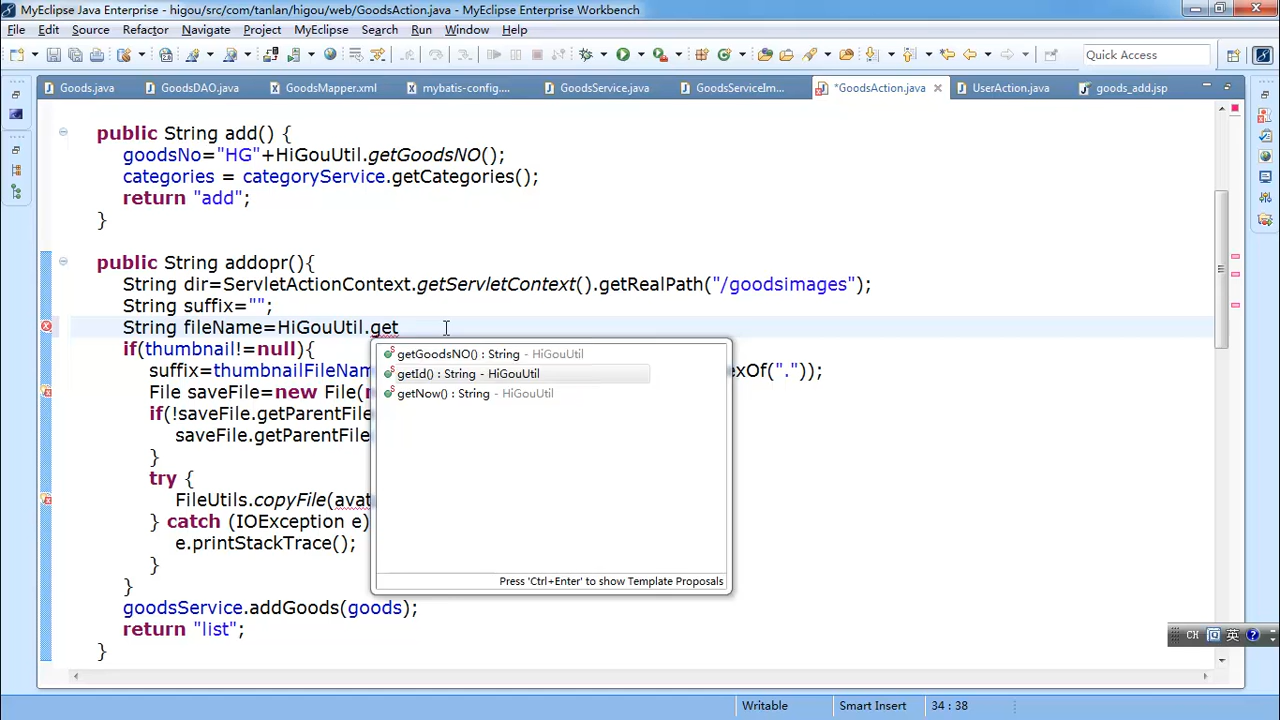 MyEclipse Java Enterprise - higou/src/com/tanlan/higou/web/GoodsAction.java - MyEclipse Enterprise Workbench
File Edit Source Refactor Navigate Project MyEclipse Search Run Window Help
Quick Access
Goods.java GoodsDAO.java GoodsMapper.xml mybatis-config.... GoodsService.java GoodsServiceIm... *GoodsAction.java UserAction.java goods_add.jsp
public String add() {
goodsNo="HG"+HiGouUtil.getGoodsNO();
categories = categoryService.getCategories();
return "add";
}
public String addopr(){
String dir=ServletActionContext.getServletContext().getRealPath("/goodsimages");
String suffix="";
String fileName=HiGouUtil.get
if(thumbnail!=null){
getGoodsNO() : String - HiGouUtil
suffix=thumbnailFileNam xOf("."));
getId() : String - HiGouUtil
File saveFile=new File(
getNow() : String - HiGouUtil
if(!saveFile.getParentFile
saveFile.getParentFile
}
try {
FileUtils.copyFile(avat
} catch (IOException e)
e.printStackTrace();
}
Press 'Ctrl+Enter' to show Template Proposals
}
goodsService.addGoods(goods);
return "list";
}
CH 英
Writable Smart Insert 34 : 38